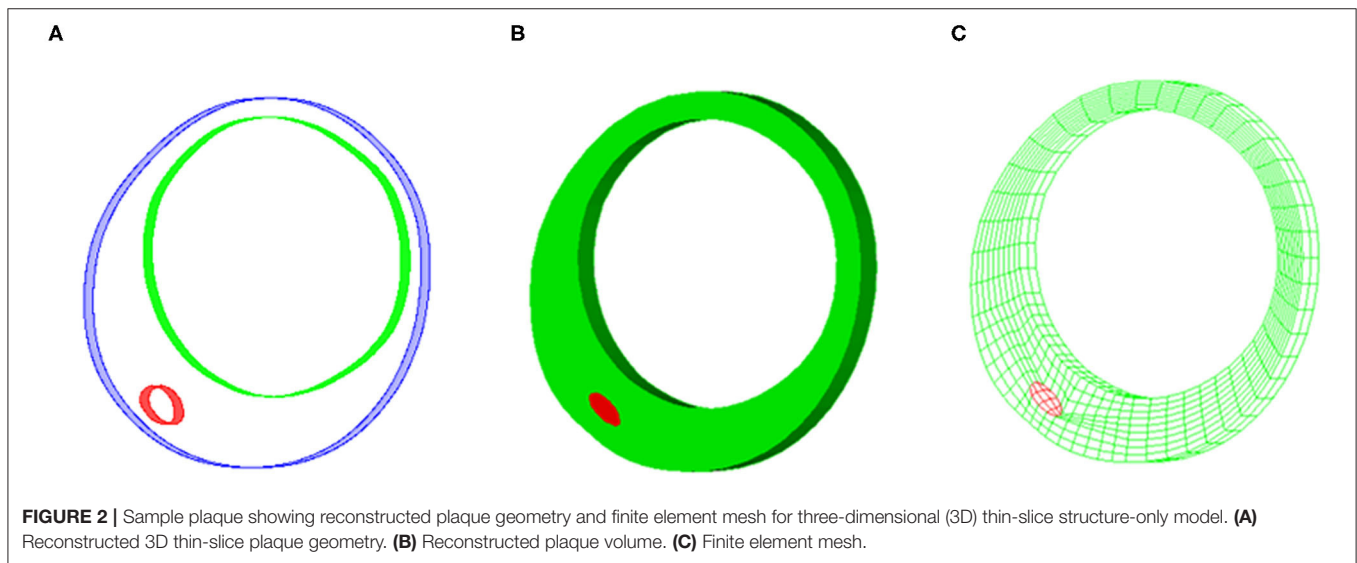 A
B
C
FIGURE 2 | Sample plaque showing reconstructed plaque geometry and finite element mesh for three-dimensional (3D) thin-slice structure-only model. (A)
Reconstructed 3D thin-slice plaque geometry. (B) Reconstructed plaque volume. (C) Finite element mesh.